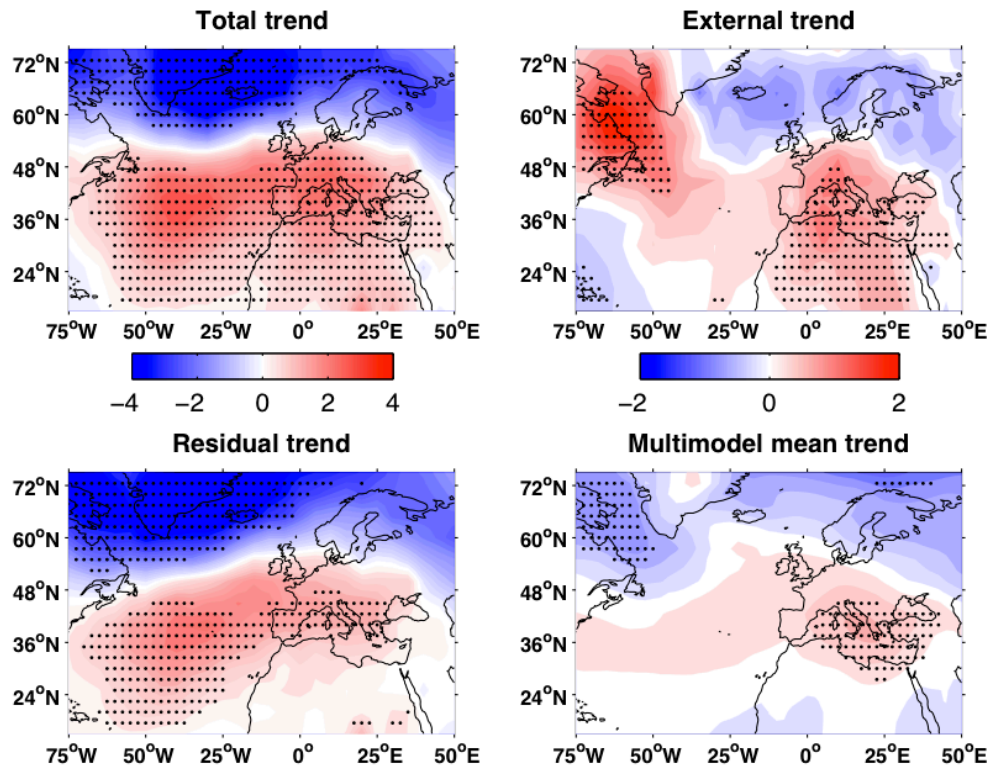 Total trend
External trend
72°N
60°N
48°N
36°N
24°N
75°W 50°W 25°W 0° 25°E 50°E
72°N
60°N
48°N
36°N
24°N
75°W 50°W 25°W 0° 25°E 50°E
−4 −2 0 2 4
−2 0 2
Residual trend
Multimodel mean trend
72°N
60°N
48°N
36°N
24°N
75°W 50°W 25°W 0° 25°E 50°E
72°N
60°N
48°N
36°N
24°N
75°W 50°W 25°W 0° 25°E 50°E